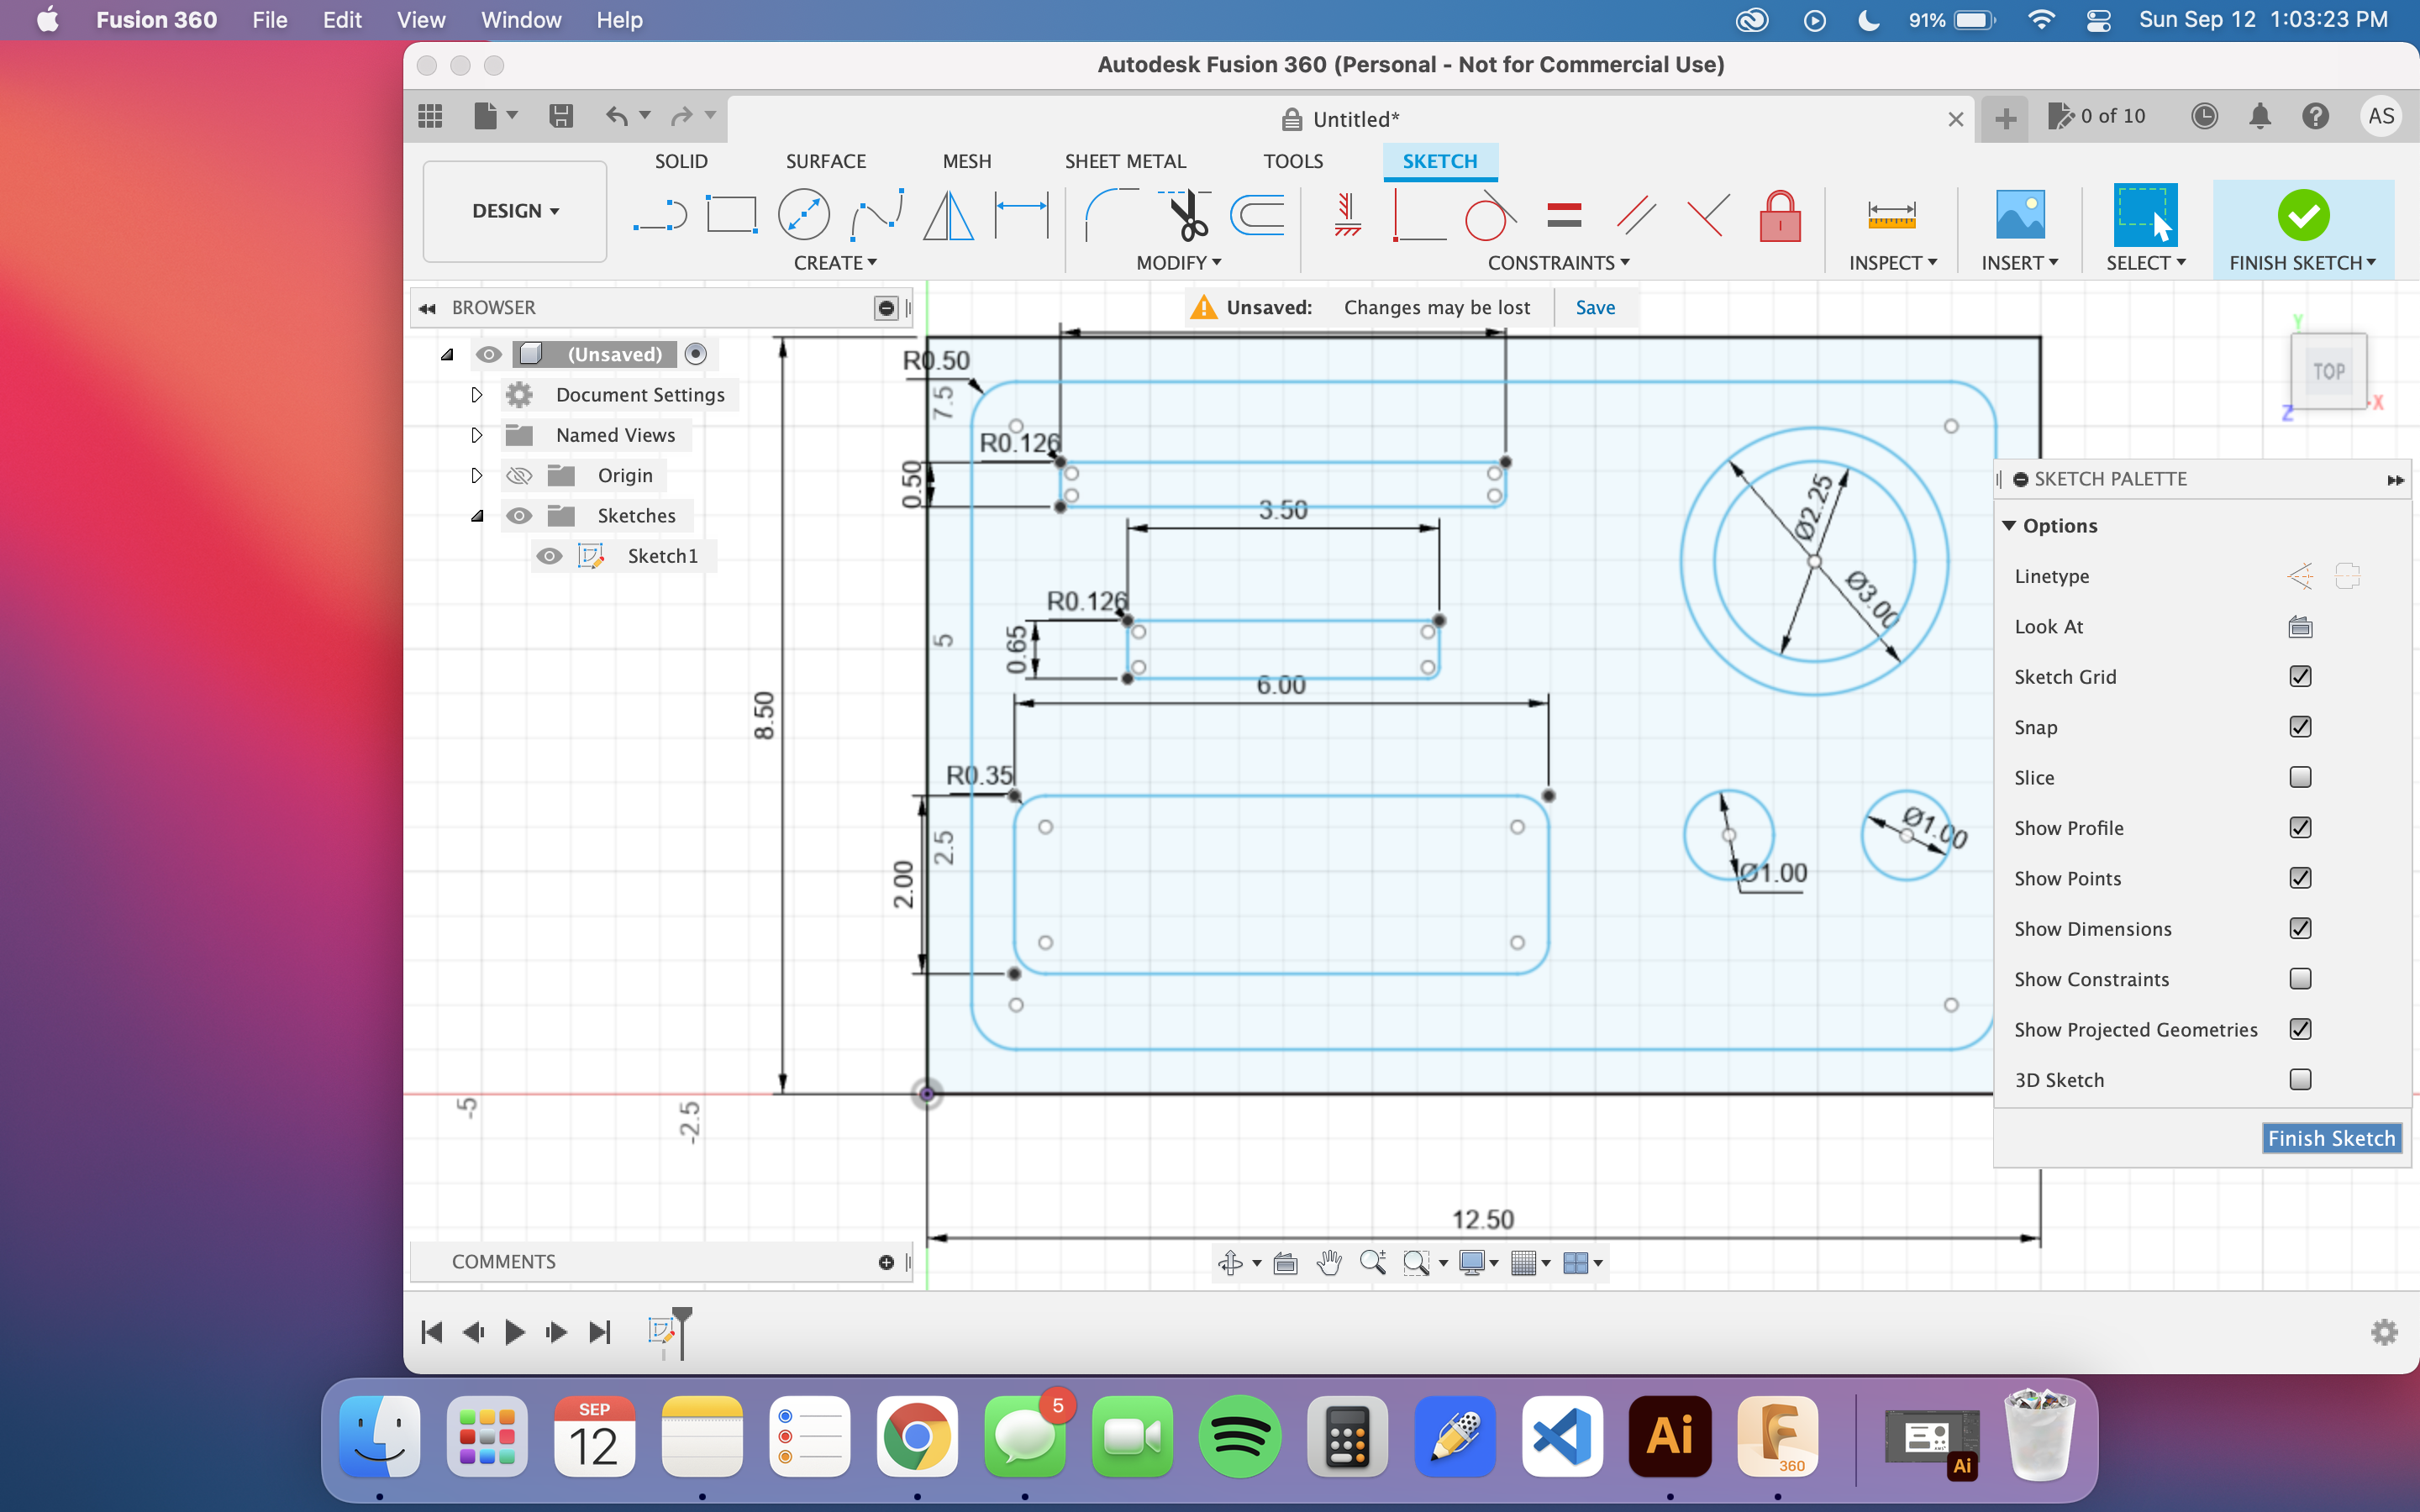 Fusion 360 File Edit View Window Help 91% Sun Sep 12 1:03:23 PM
Autodesk Fusion 360 (Personal - Not for Commercial Use)
Untitled* 0 of 10 AS
SOLID SURFACE MESH SHEET METAL TOOLS SKETCH
DESIGN
CREATE MODIFY CONSTRAINTS INSPECT INSERT SELECT FINISH SKETCH
BROWSER
Unsaved: Changes may be lost Save
(Unsaved)
Document Settings
Named Views
Origin
Sketches
Sketch1
Y
TOP
X
Z
R0.50
7.5
R0.126
0.50
3.50
Ø2.25
Ø3.00
R0.126
0.65
5
6.00
8.50
R0.35
2.5
2.00
Ø1.00
Ø1.00
-5
-2.5
12.50
SKETCH PALETTE
Options
Linetype
Look At
Sketch Grid
Snap
Slice
Show Profile
Show Points
Show Dimensions
Show Constraints
Show Projected Geometries
3D Sketch
Finish Sketch
COMMENTS
SEP
12
5
Ai
360
Ai